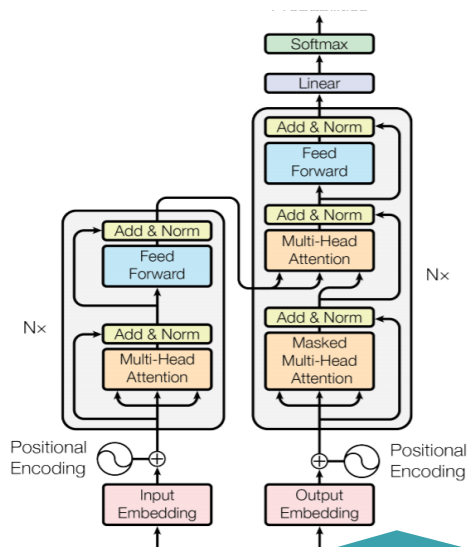 Softmax
Linear
Add & Norm
Feed
Forward
Add & Norm
Multi-Head
Attention
Add & Norm
Masked
Multi-Head
Attention
Nx
Positional
Encoding
Output
Embedding
Add & Norm
Feed
Forward
Add & Norm
Multi-Head
Attention
Nx
Positional
Encoding
Input
Embedding